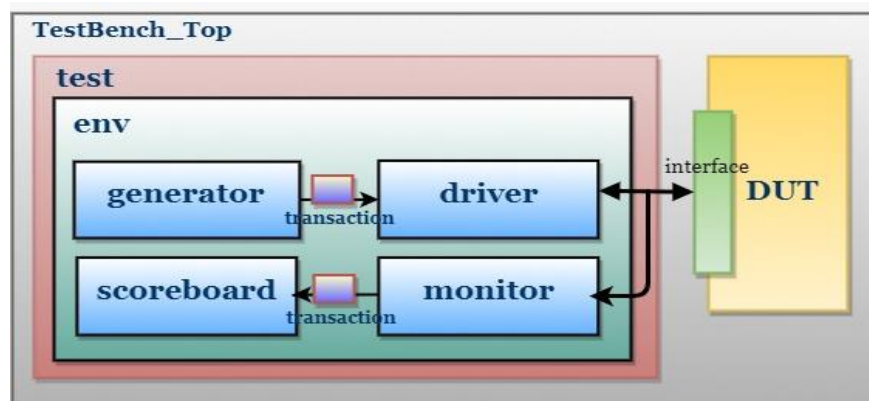 TestBench_Top
test
env
generator
transaction
driver
scoreboard
transaction
monitor
interface
DUT